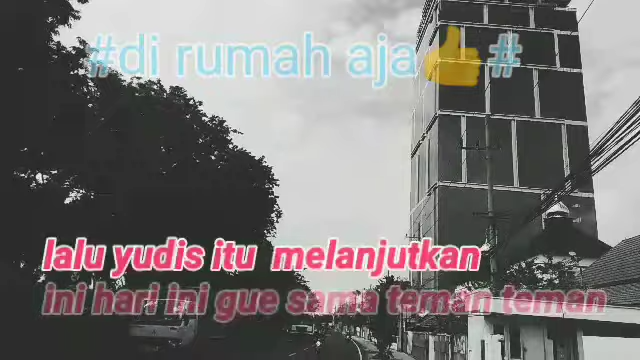 #di rumah aja👍#
lalu yudis itu melanjutkan
ini hari ini gue sama teman teman